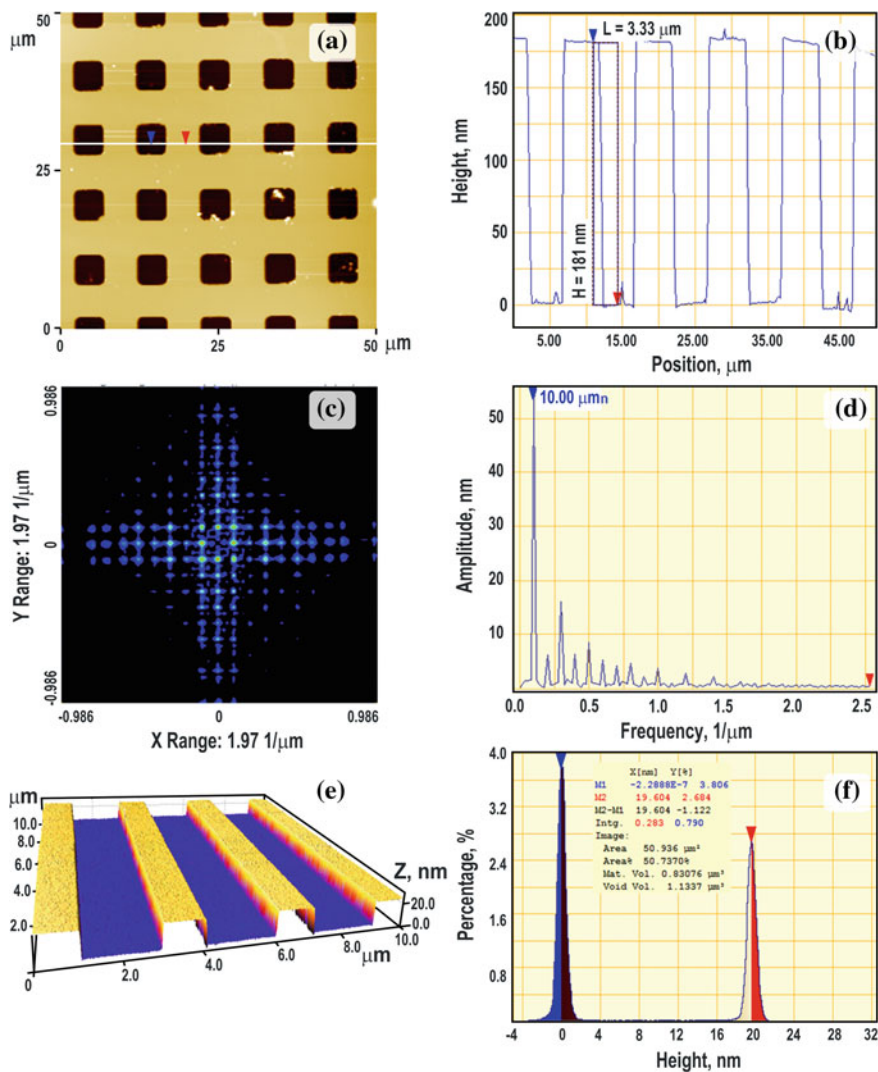 (a)
50
μm
25
0
0
25
50
μm
(b)
200
150
100
50
0
Height, nm
L = 3.33 μm
H = 181 nm
5.00
15.00
25.00
35.00
45.00
Position, μm
(c)
0.986
0
-0.986
Y Range: 1.97 1/μm
-0.986
0
0.986
X Range: 1.97 1/μm
(d)
10.00 μmn
50
40
30
20
10
Amplitude, nm
0.0
0.5
1.0
1.5
2.0
2.5
Frequency, 1/μm
(e)
μm
10.0
8.0
6.0
4.0
2.0
0
2.0
4.0
6.0
8.0
10.0
μm
Z, nm
20.0
0.0
(f)
4.0
3.2
2.4
1.6
0.8
Percentage, %
X[nm] Y[%]
M1 -2.2888E-7 3.806
M2 19.604 2.684
M2-M1 19.604 -1.122
Intg. 0.283 0.790
Image:
Area 50.936 μm²
Area% 50.7370%
Mat. Vol. 0.83076 μm³
Void Vol. 1.1337 μm³
-4
0
4
8
12
16
20
24
28
32
Height, nm